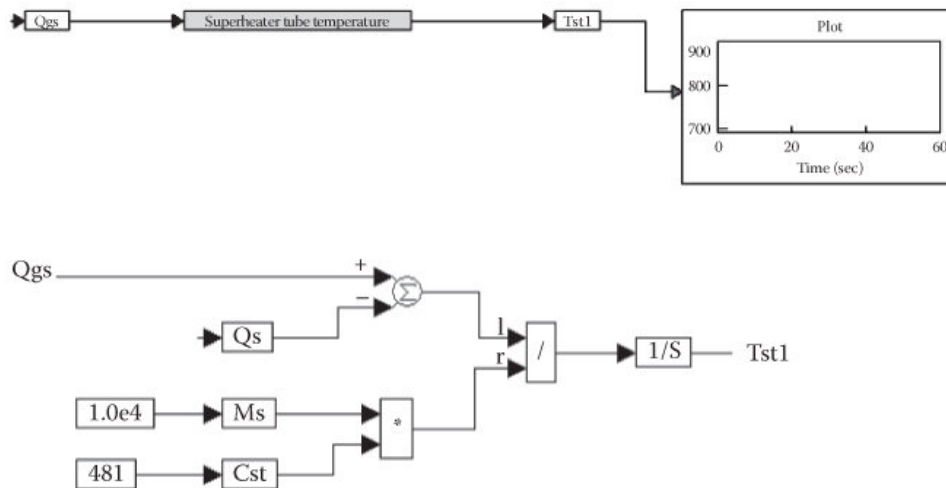 Qgs
Superheater tube temperature
Tst1
Plot
900
800
700
0
20
40
60
Time (sec)
Qgs
+
Σ
−
Qs
l
r
/
1/S
Tst1
1.0e4
Ms
*
481
Cst